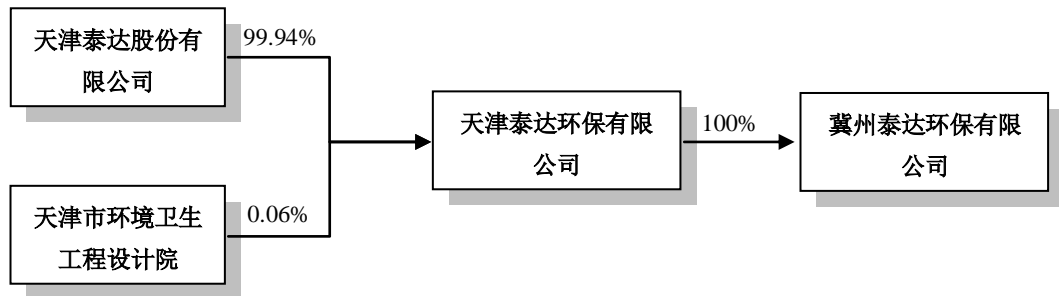 天津泰达股份有
限公司
99.94%
天津市环境卫生
工程设计院
0.06%
天津泰达环保有限
公司
100%
冀州泰达环保有限
公司